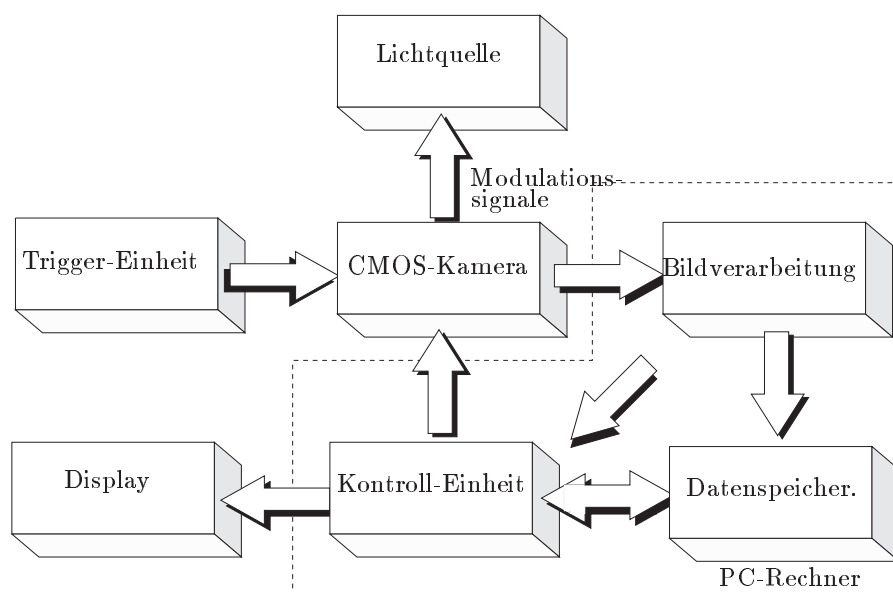 Lichtquelle
Modulations-
signale
Trigger-Einheit
CMOS-Kamera
Bildverarbeitung
Display
Kontroll-Einheit
Datenspeicher.
PC-Rechner